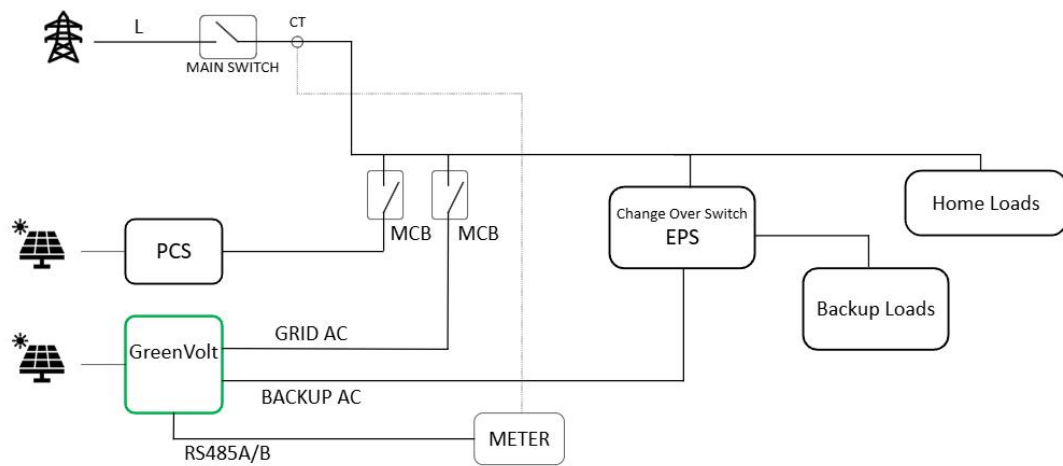 L
CT
MAIN SWITCH
MCB
MCB
Change Over Switch
EPS
Home Loads
PCS
Backup Loads
GRID AC
GreenVolt
BACKUP AC
METER
RS485A/B